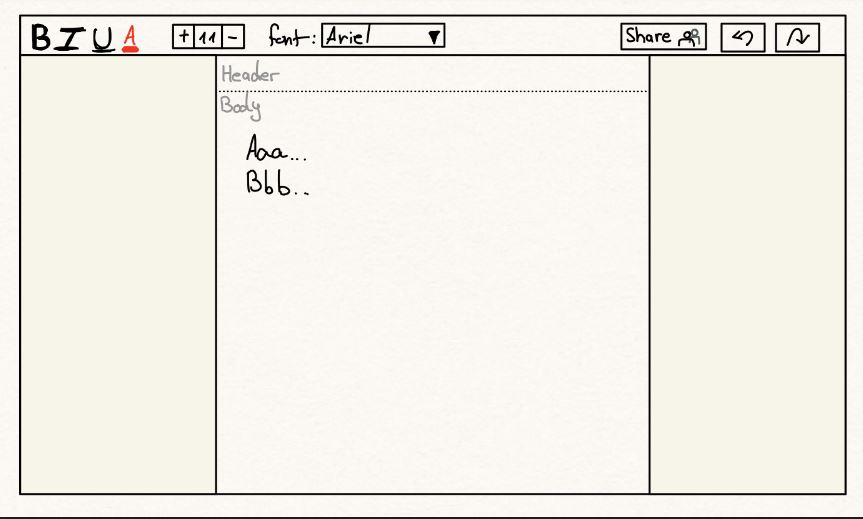 B I U A + 11 - font: Ariel Share
Header
Body
Aaa...
Bbb..